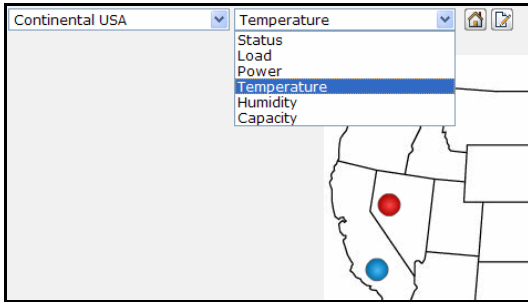 Continental USA
Temperature
Status
Load
Power
Temperature
Humidity
Capacity